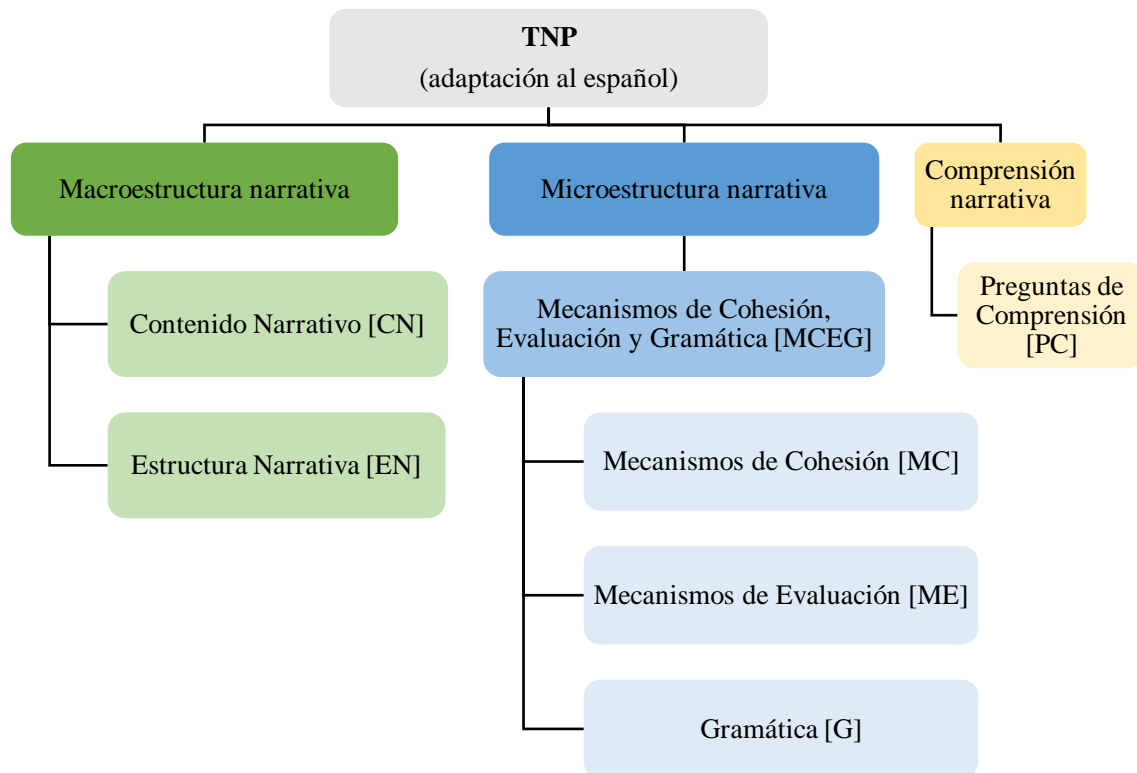 TNP
(adaptación al español)
Macroestructura narrativa
Contenido Narrativo [CN]
Estructura Narrativa [EN]
Microestructura narrativa
Mecanismos de Cohesión,
Evaluación y Gramática [MCEG]
Mecanismos de Cohesión [MC]
Mecanismos de Evaluación [ME]
Gramática [G]
Comprensión
narrativa
Preguntas de
Comprensión
[PC]